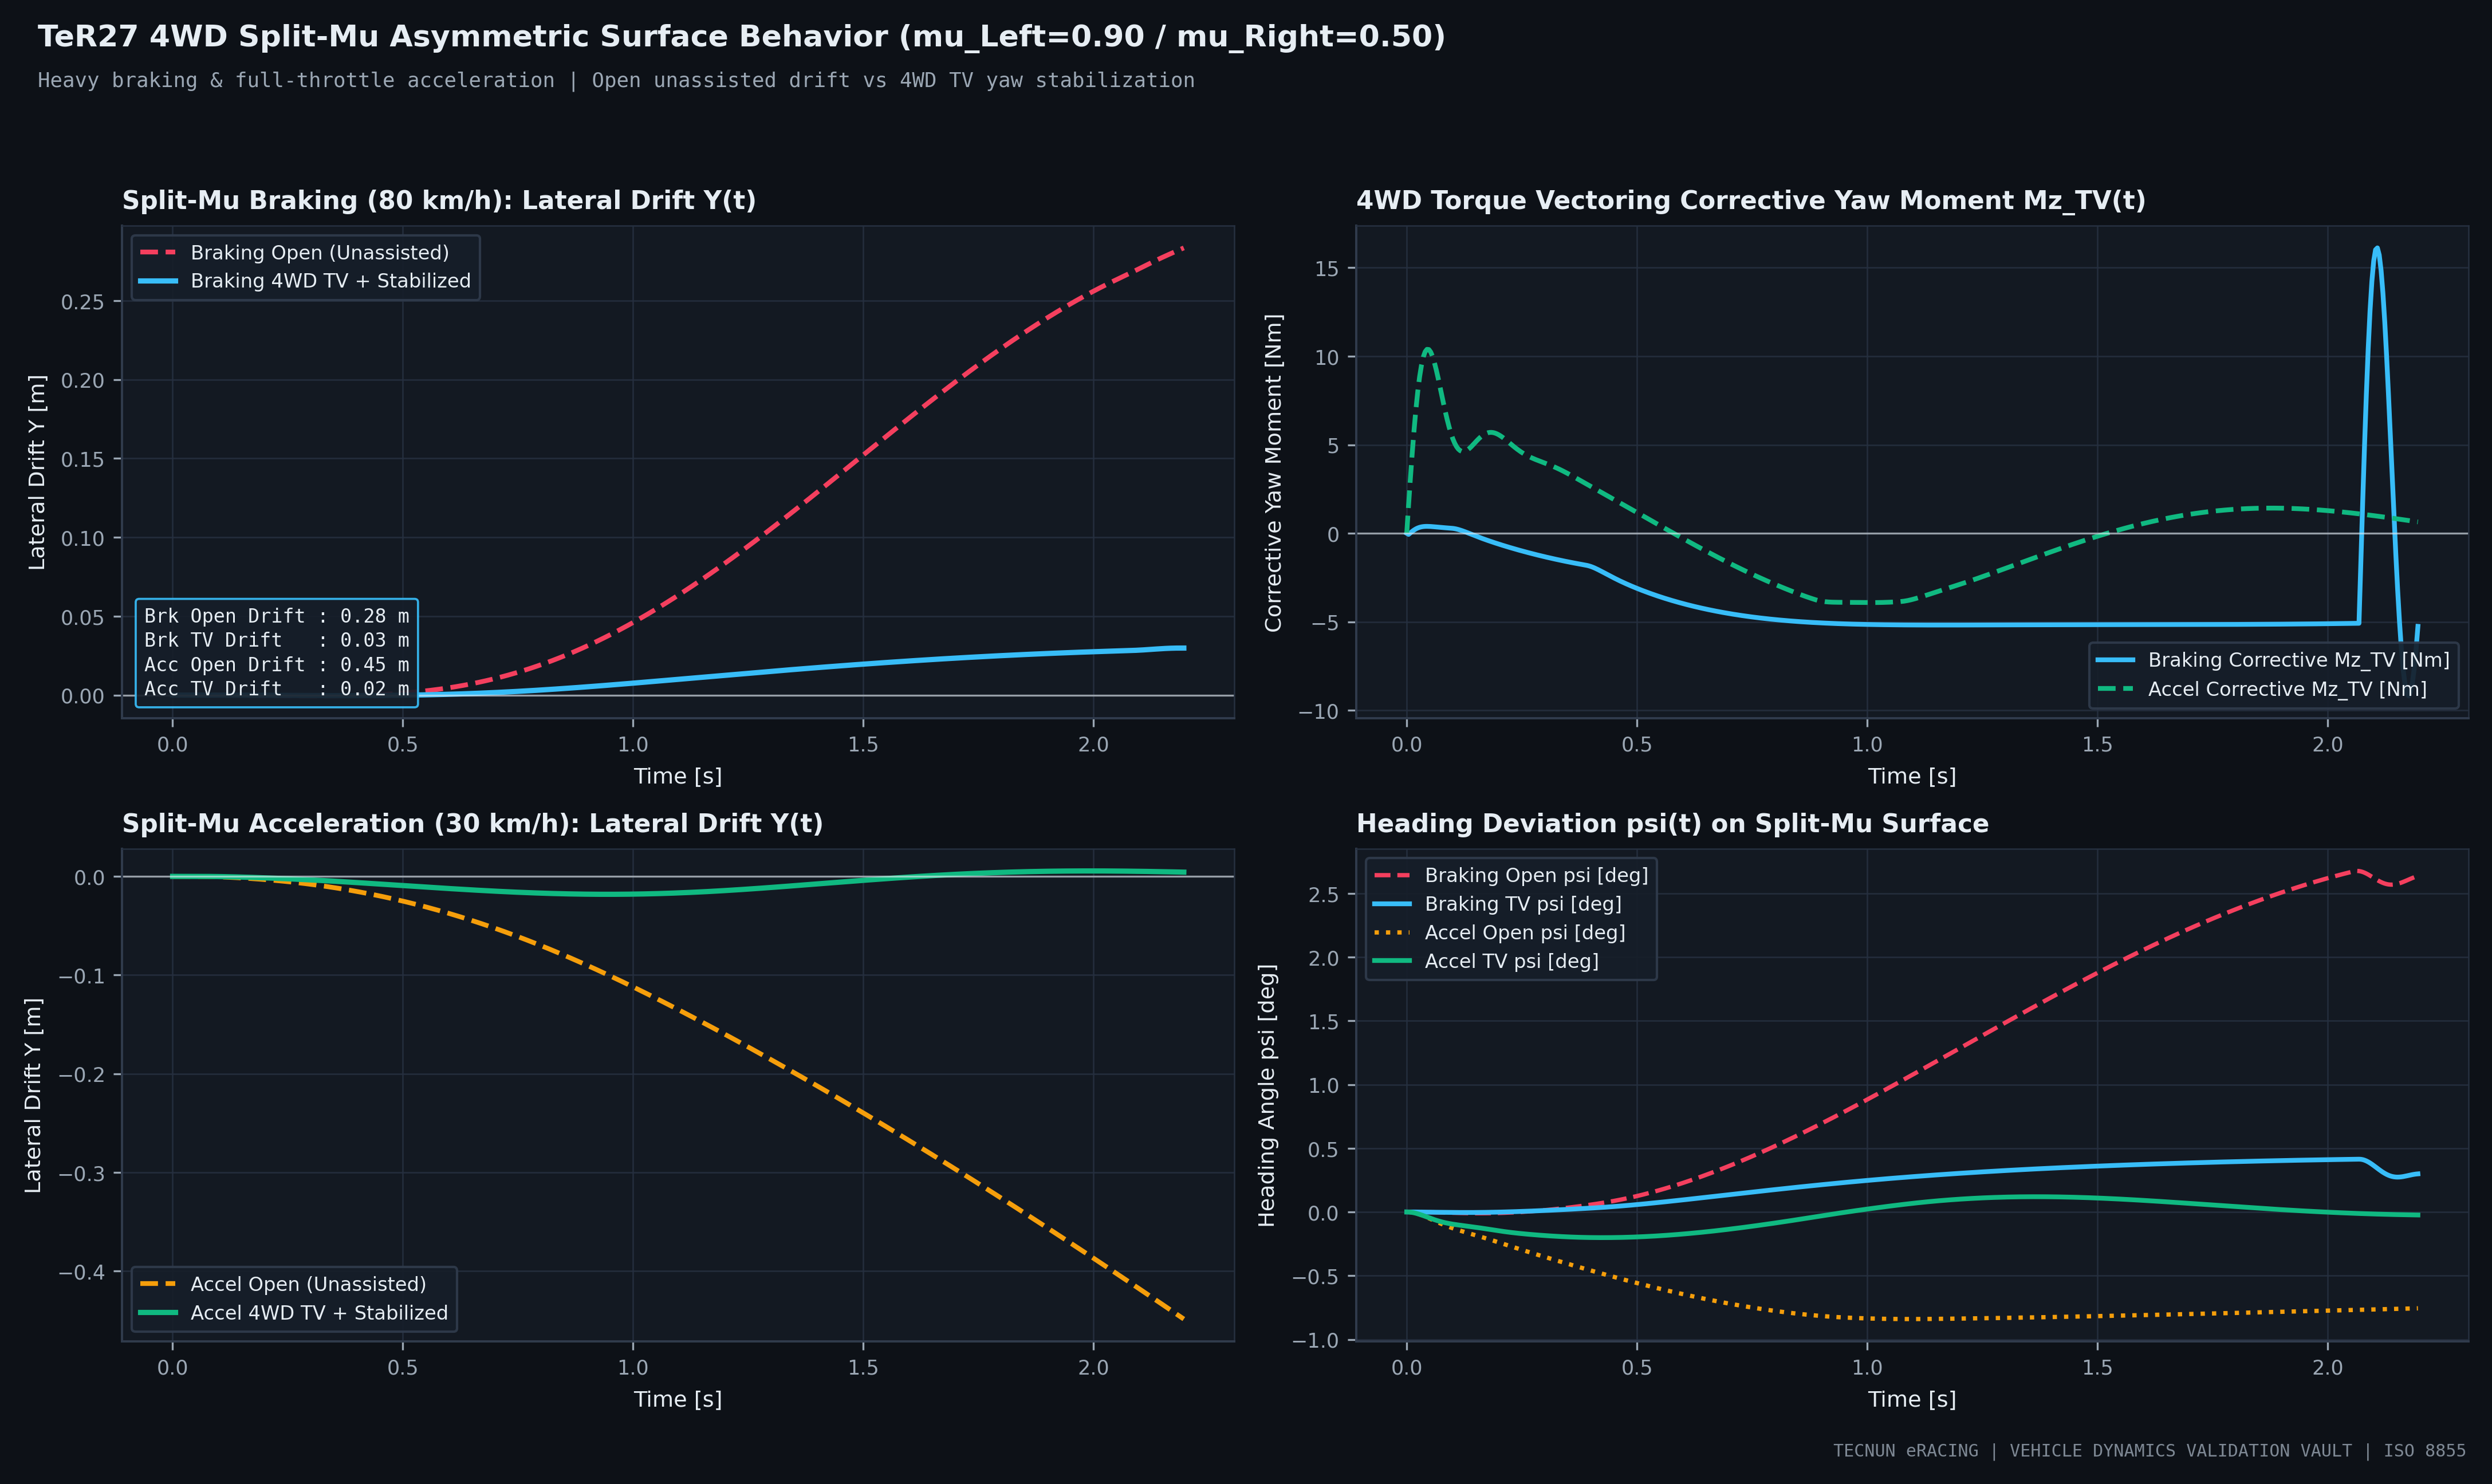 TeR27 4WD Split-Mu Asymmetric Surface Behavior (mu_Left=0.90 / mu_Right=0.50)
Heavy braking & full-throttle acceleration | Open unassisted drift vs 4WD TV yaw stabilization
Split-Mu Braking (80 km/h): Lateral Drift Y(t)
Braking Open (Unassisted)
Braking 4WD TV + Stabilized
Lateral Drift Y [m]
0.25
0.20
0.15
0.10
0.05
0.00
Brk Open Drift : 0.28 m
Brk TV Drift : 0.03 m
Acc Open Drift : 0.45 m
Acc TV Drift : 0.02 m
0.0 0.5 1.0 1.5 2.0
Time [s]
4WD Torque Vectoring Corrective Yaw Moment Mz_TV(t)
Corrective Yaw Moment [Nm]
15
10
5
0
−5
−10
Braking Corrective Mz_TV [Nm]
Accel Corrective Mz_TV [Nm]
0.0 0.5 1.0 1.5 2.0
Time [s]
Split-Mu Acceleration (30 km/h): Lateral Drift Y(t)
Lateral Drift Y [m]
0.0
−0.1
−0.2
−0.3
−0.4
Accel Open (Unassisted)
Accel 4WD TV + Stabilized
0.0 0.5 1.0 1.5 2.0
Time [s]
Heading Deviation psi(t) on Split-Mu Surface
Braking Open psi [deg]
Braking TV psi [deg]
Accel Open psi [deg]
Accel TV psi [deg]
Heading Angle psi [deg]
2.5
2.0
1.5
1.0
0.5
0.0
−0.5
−1.0
0.0 0.5 1.0 1.5 2.0
Time [s]
TECNUN eRACING | VEHICLE DYNAMICS VALIDATION VAULT | ISO 8855